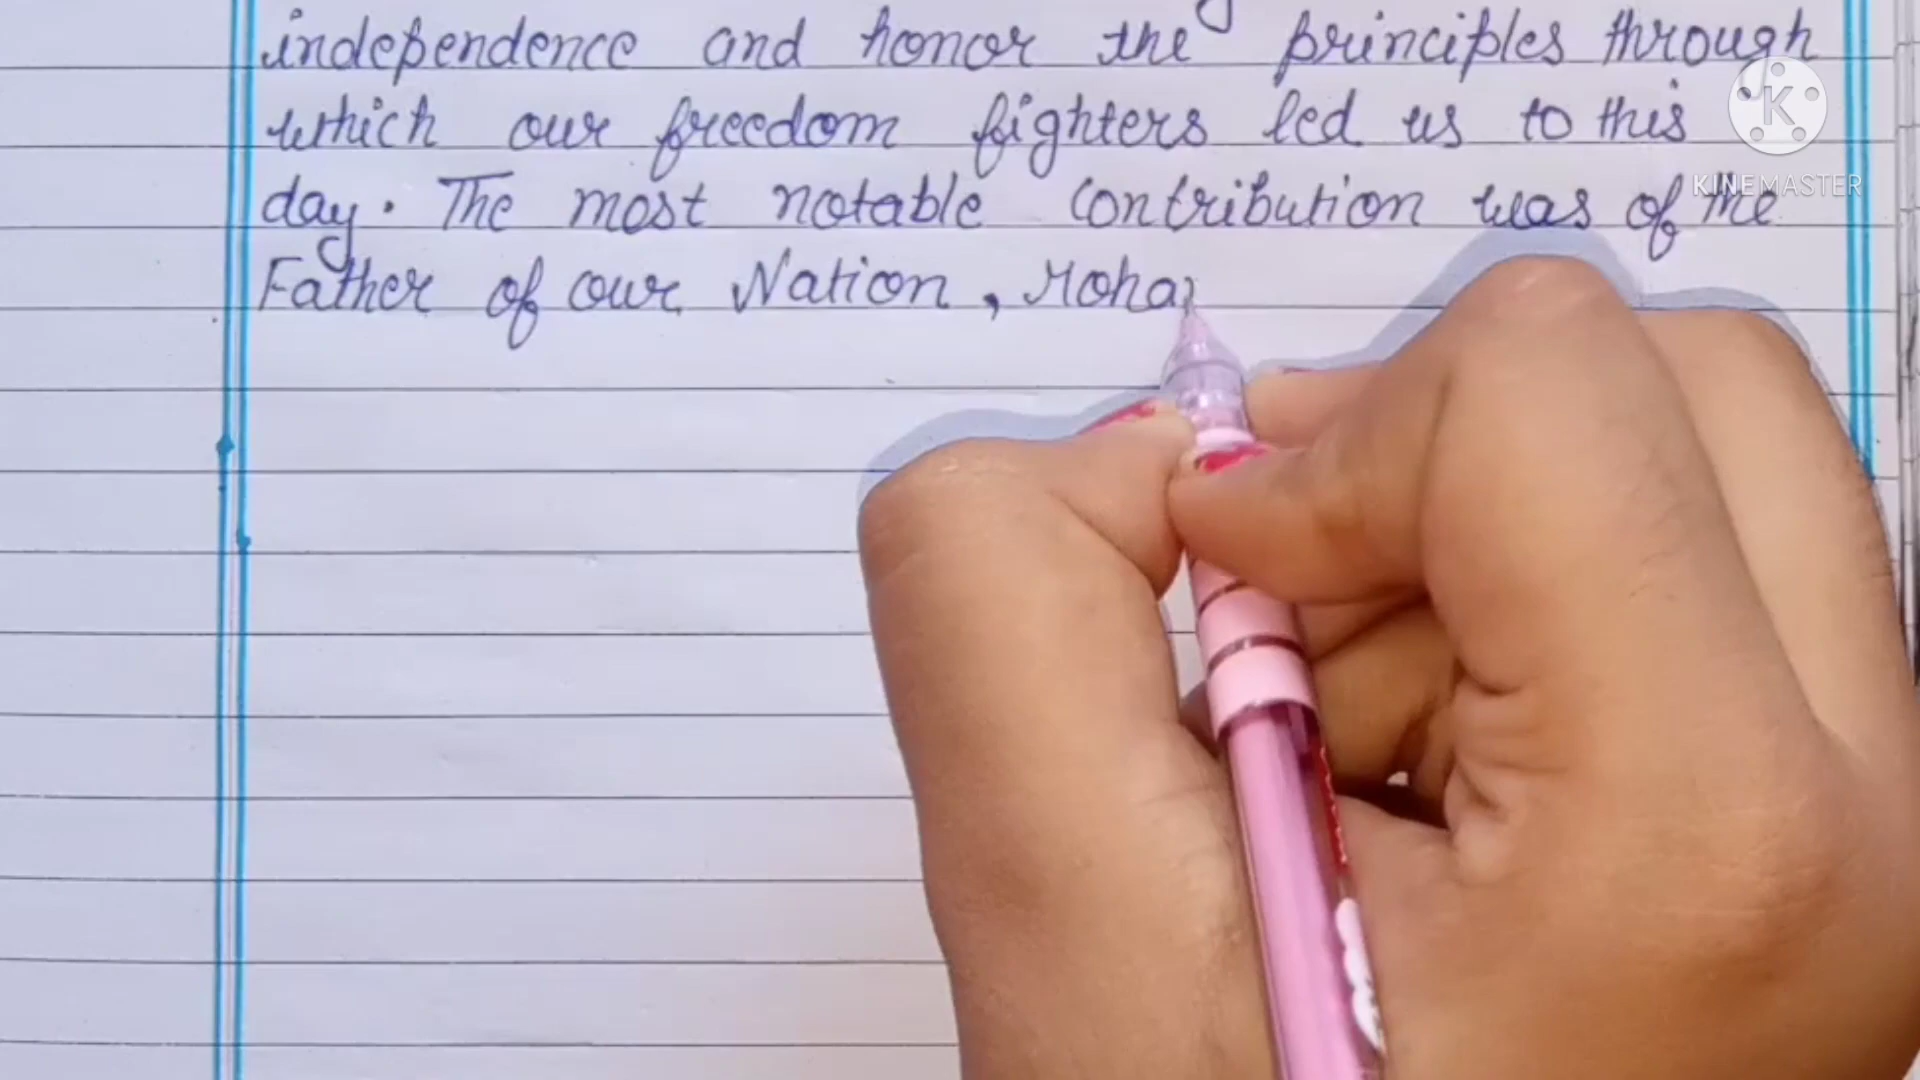 independence and honor the principles through
which our freedom fighters led us to this
day. The most notable contribution was of the
Father of our Nation, Moha
K
KINEMASTER